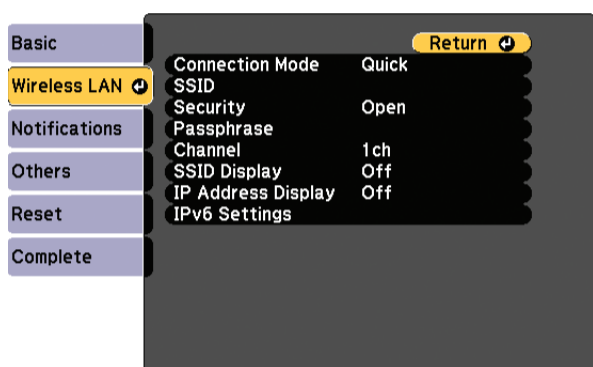 Basic
Wireless LAN
Notifications
Others
Reset
Complete
Return
Connection Mode Quick
SSID
Security Open
Passphrase
Channel 1ch
SSID Display Off
IP Address Display Off
IPv6 Settings